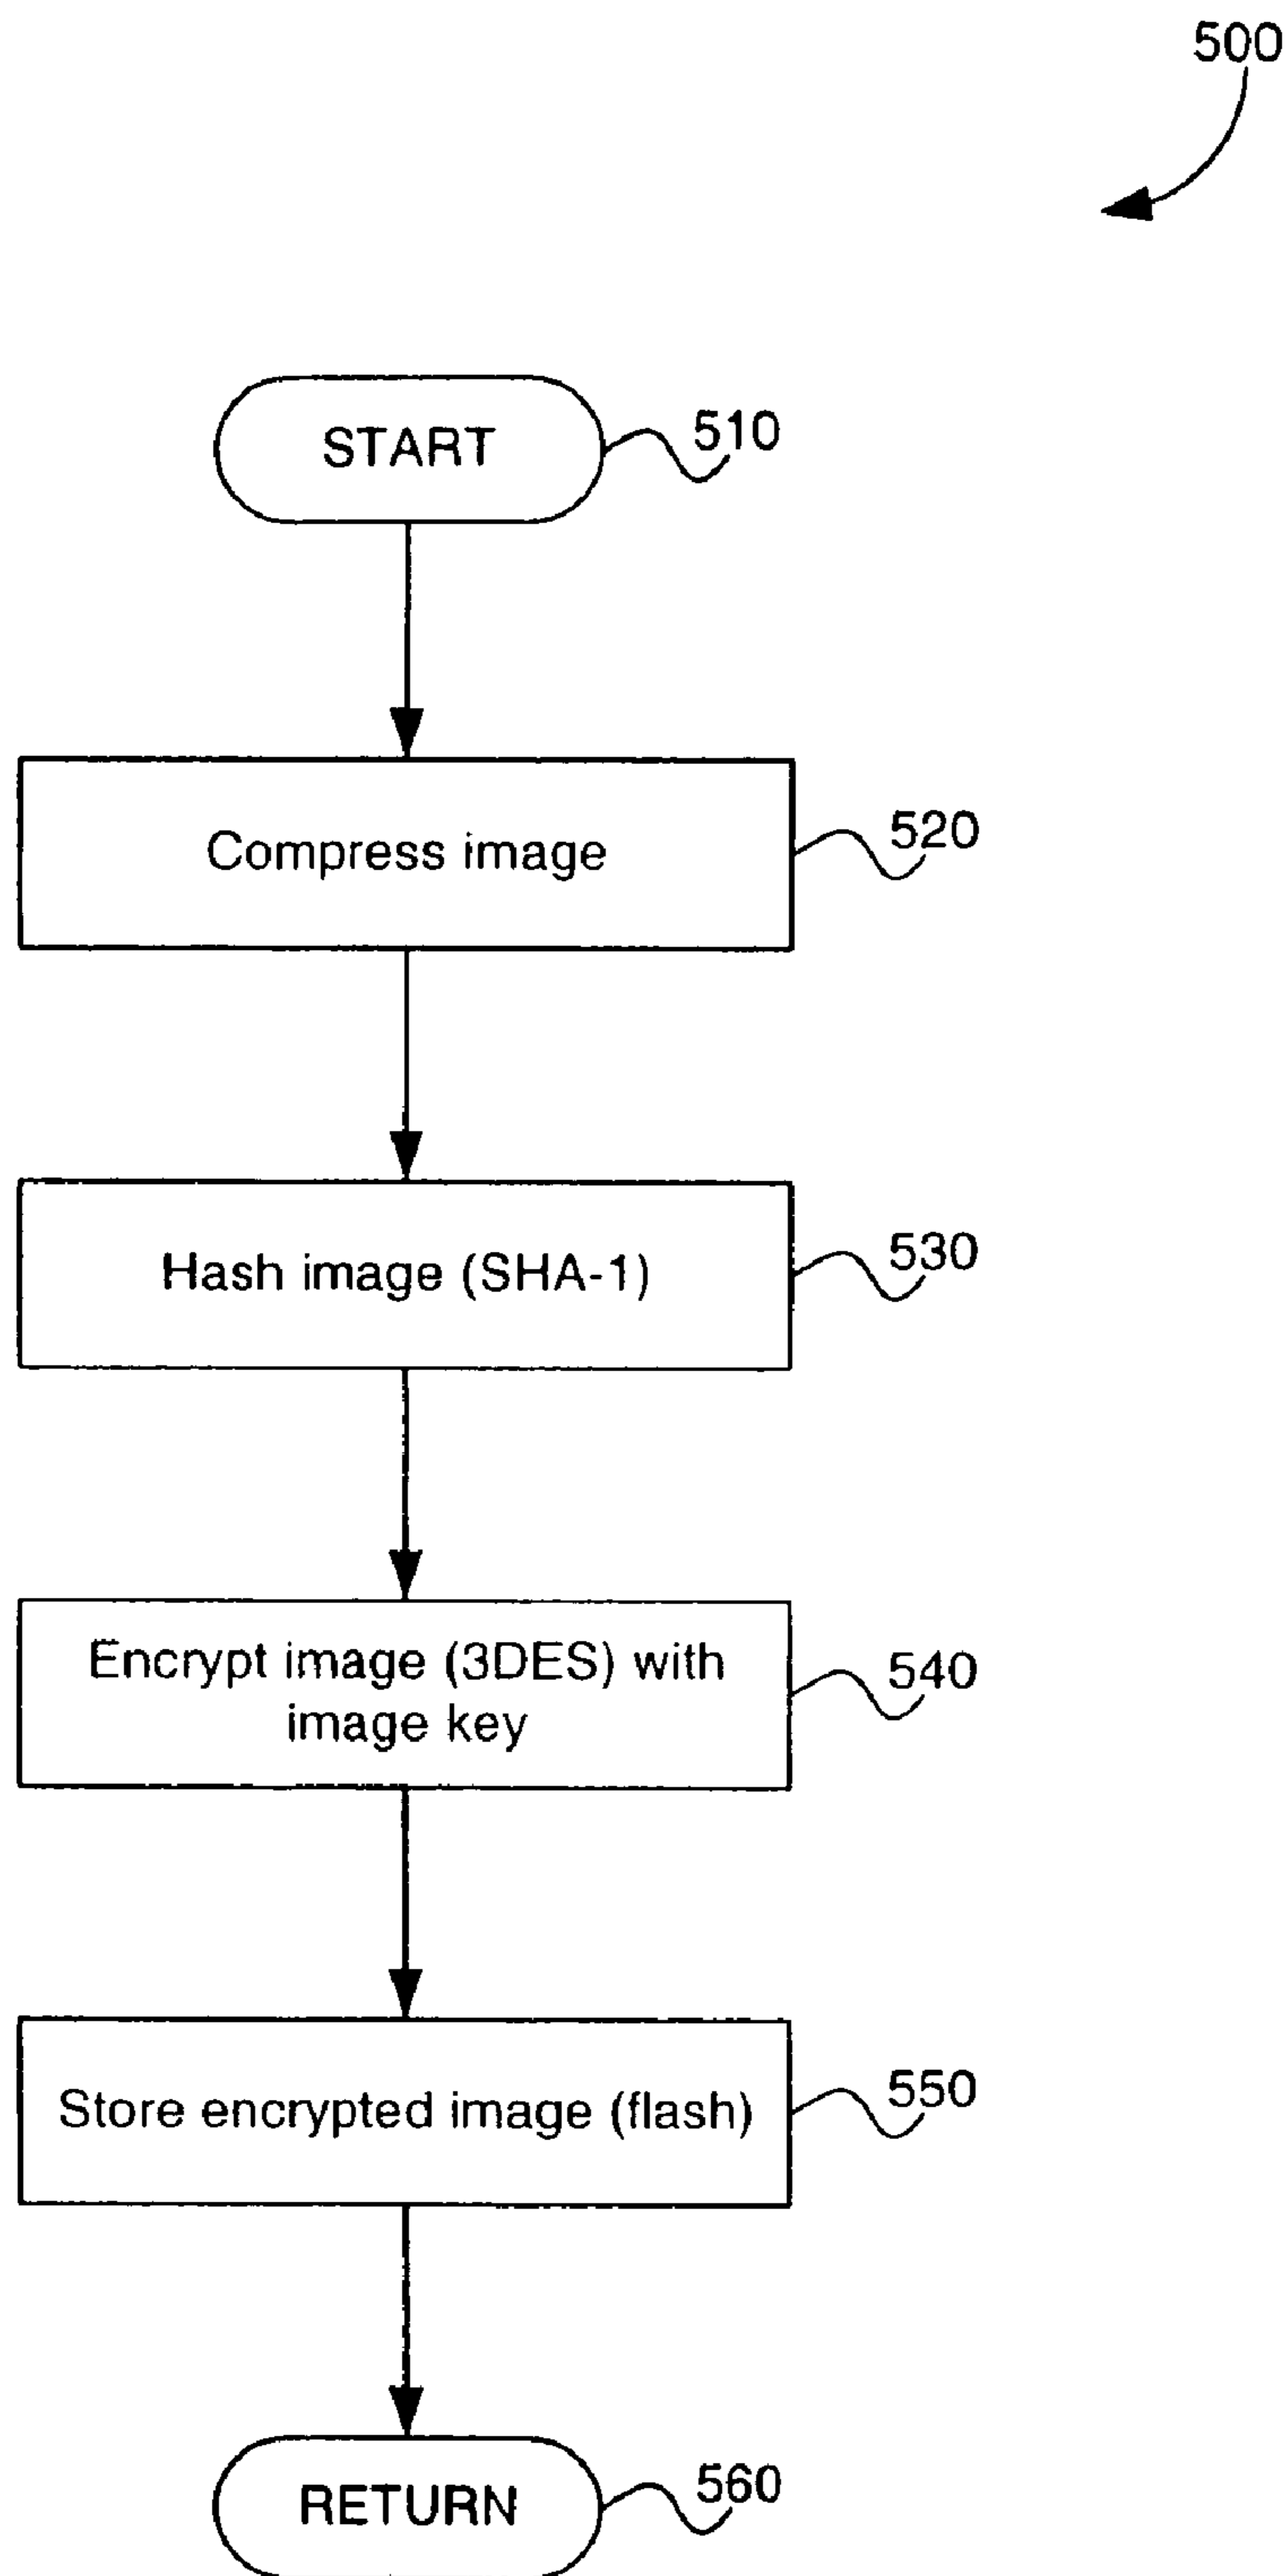 500
START
510
Compress image
520
Hash image (SHA-1)
530
Encrypt image (3DES) with
image key
540
Store encrypted image (flash)
550
RETURN
560